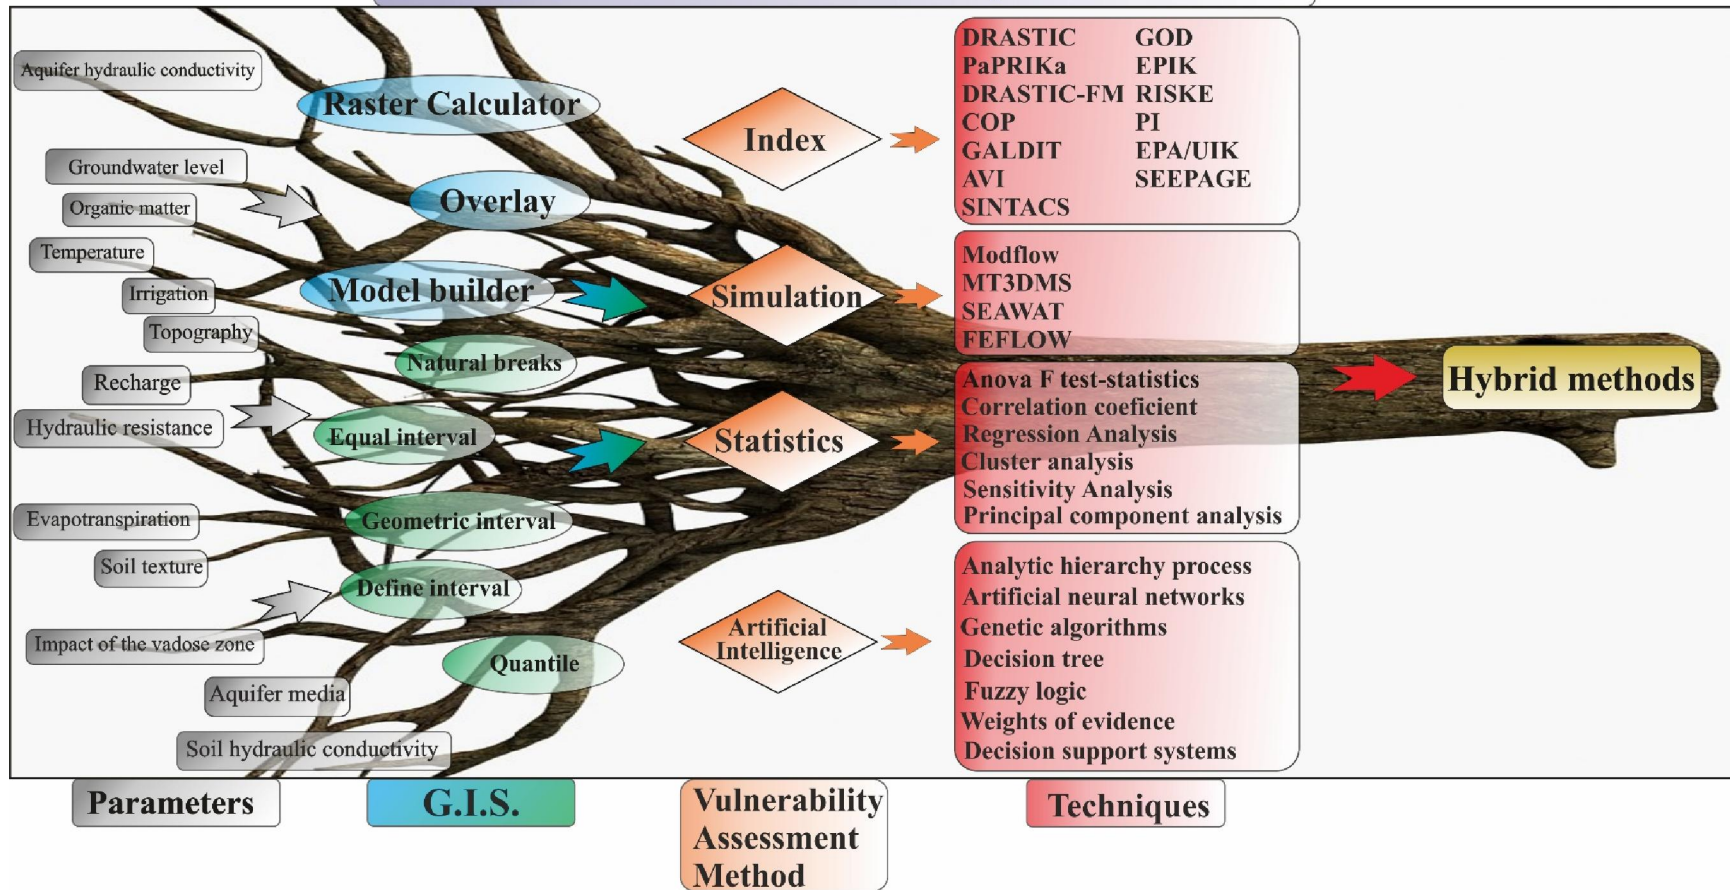 Aquifer hydraulic conductivity
Groundwater level
Organic matter
Temperature
Irrigation
Topography
Recharge
Hydraulic resistance
Evapotranspiration
Soil texture
Impact of the vadose zone
Aquifer media
Soil hydraulic conductivity
Raster Calculator
Overlay
Model builder
Natural breaks
Equal interval
Geometric interval
Define interval
Quantile
Index
Simulation
Statistics
Artificial
Intelligence
DRASTIC GOD
PaPRIKa EPIK
DRASTIC-FM RISKE
COP PI
GALDIT EPA/UIK
AVI SEEPAGE
SINTACS
Modflow
MT3DMS
SEAWAT
FEFLOW
Anova F test-statistics
Correlation coeficient
Regression Analysis
Cluster analysis
Sensitivity Analysis
Principal component analysis
Analytic hierarchy process
Artificial neural networks
Genetic algorithms
Decision tree
Fuzzy logic
Weights of evidence
Decision support systems
Hybrid methods
Parameters
G.I.S.
Vulnerability
Assessment
Method
Techniques